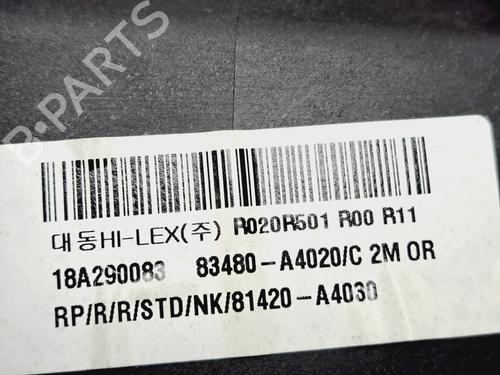 B-PARTS
대동HI-LEX(주) R020R501 R00 R11
18A290083 83480-A4020/C 2M OR
RP/R/R/STD/NK/81420-A4030